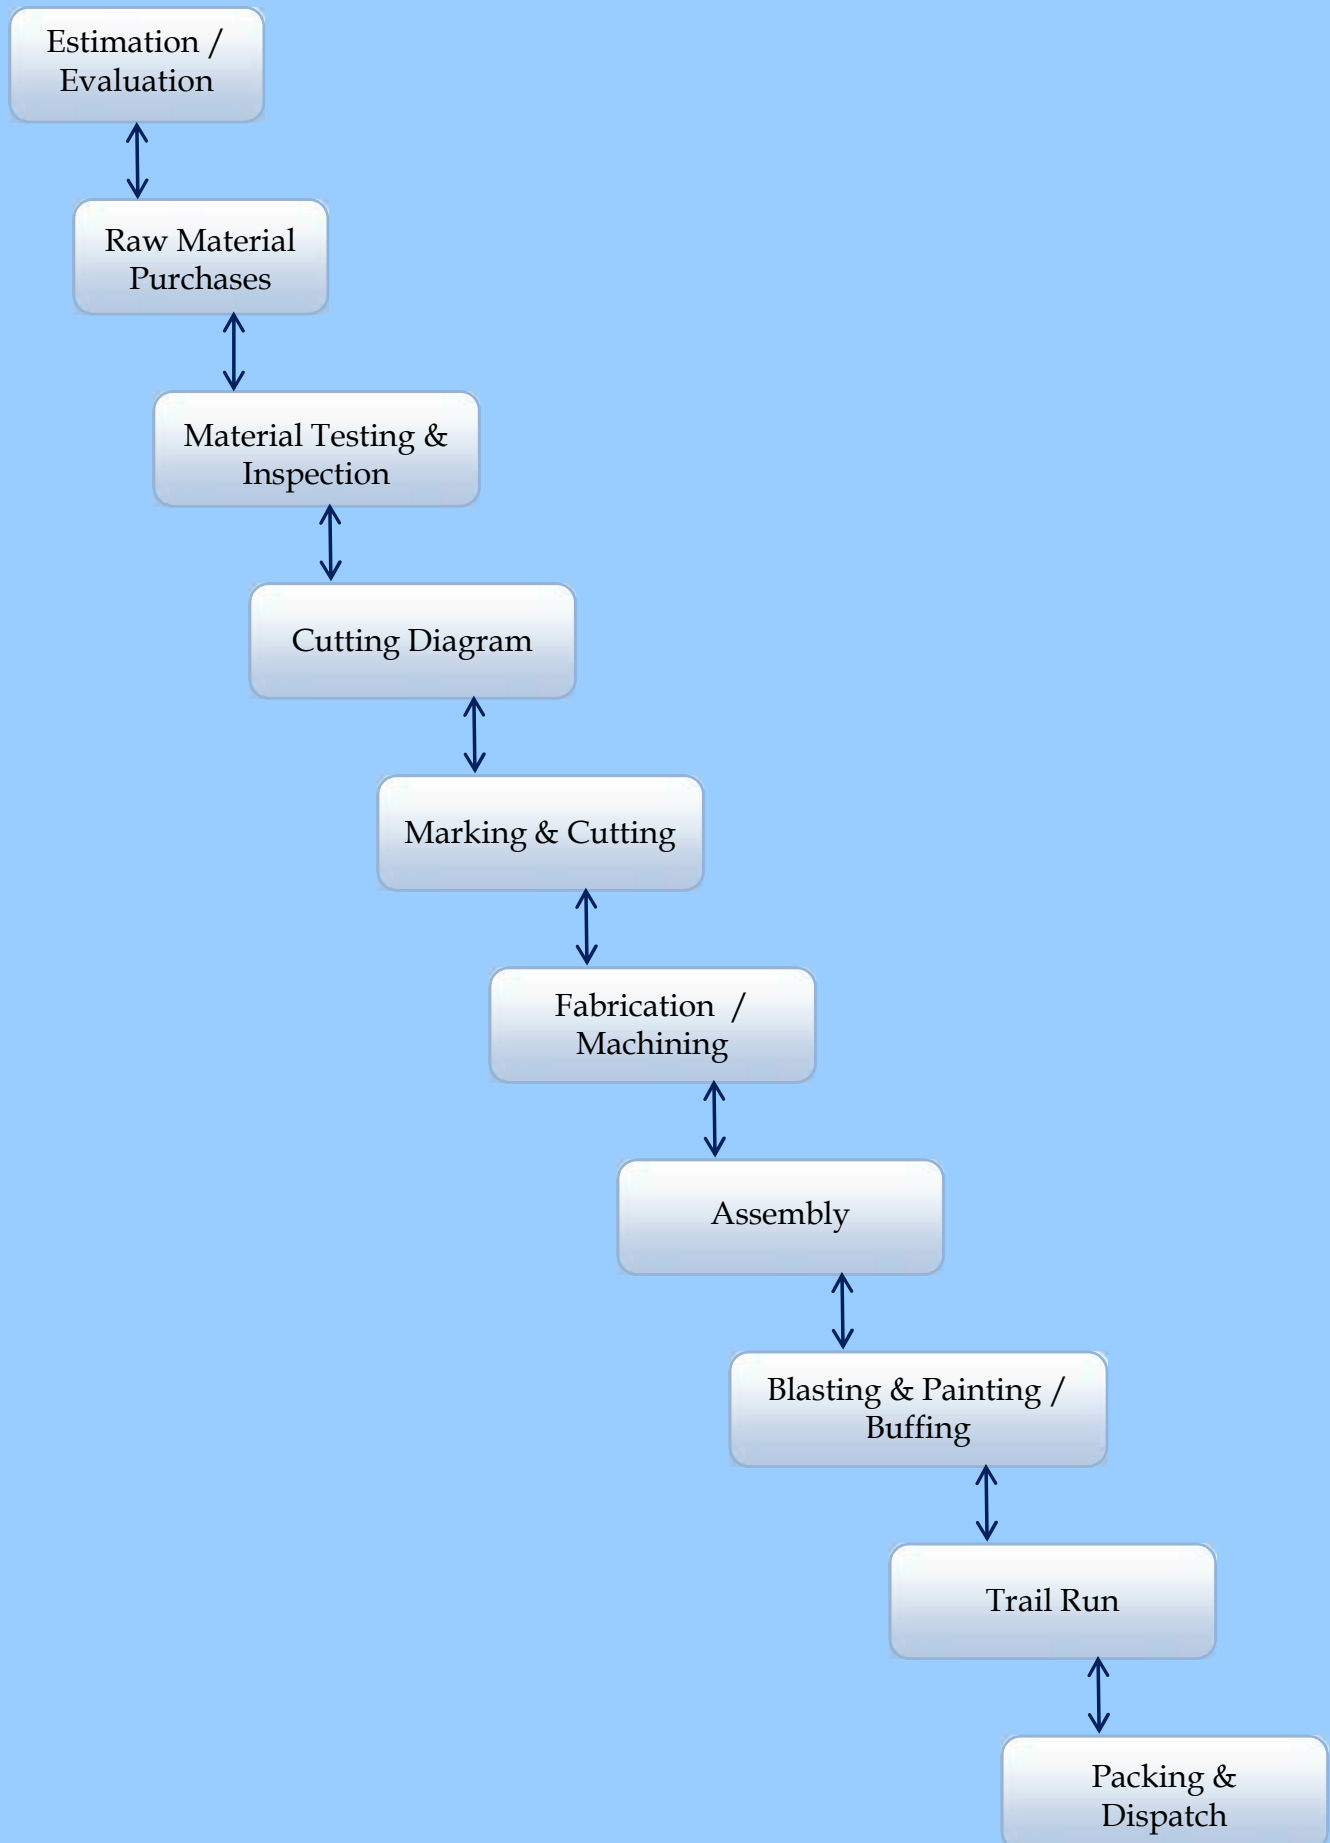 Estimation /
Evaluation
Raw Material
Purchases
Material Testing &
Inspection
Cutting Diagram
Marking & Cutting
Fabrication /
Machining
Assembly
Blasting & Painting /
Buffing
Trail Run
Packing &
Dispatch